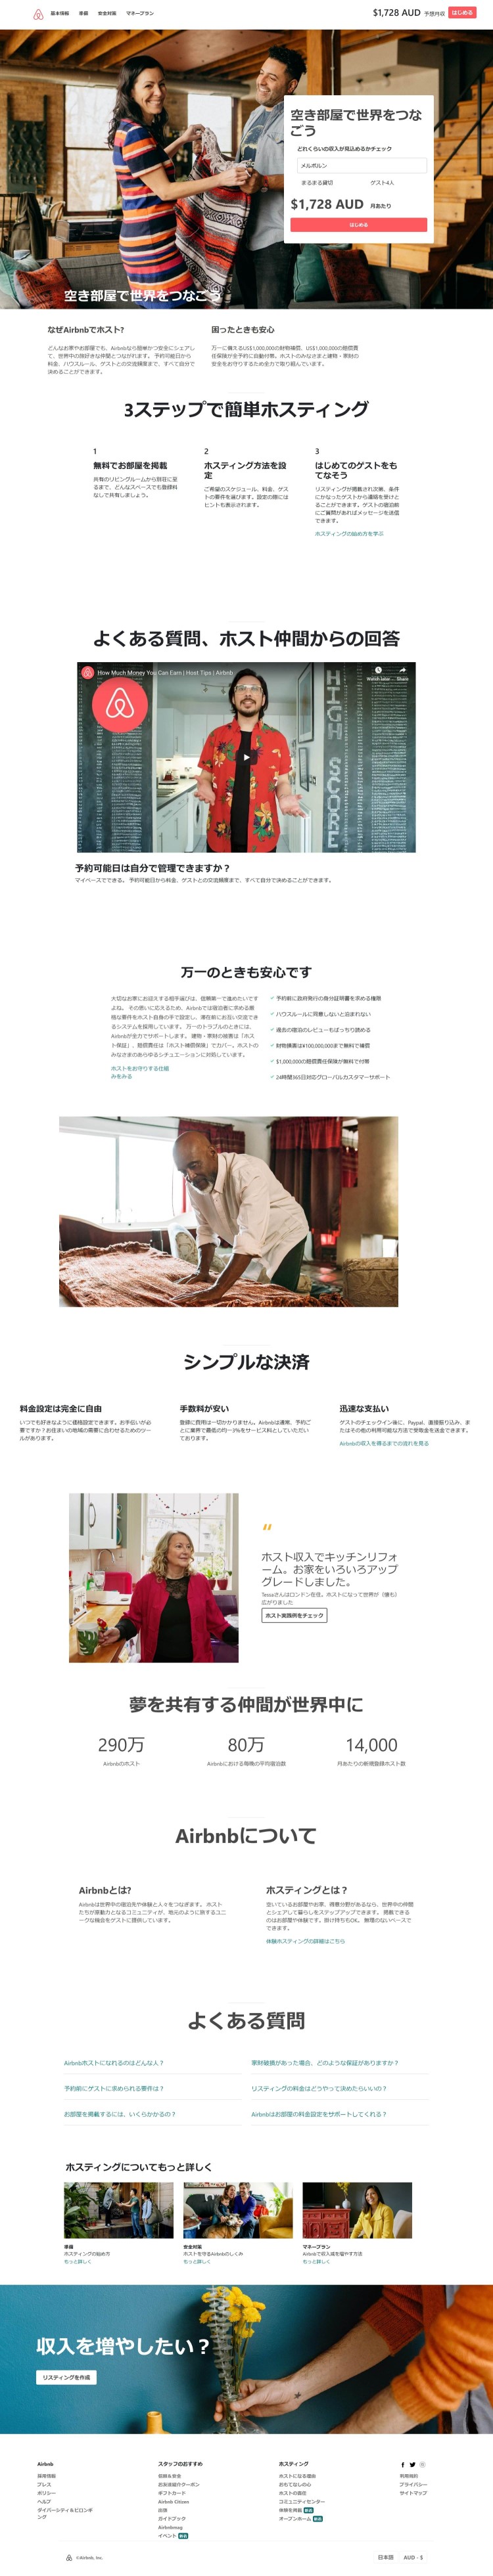 基本情報 準備 安全対策 マネープラン
$1,728 AUD 予想月収 はじめる
空き部屋で世界をつな
ごう
どれくらいの収入が見込めるかチェック
メルボルン
まるまる貸切 ゲスト4人
$1,728 AUD 月あたり
はじめる
空き部屋で世界をつなごう
なぜAirbnbでホスト?
どんなお家やお部屋でも、Airbnbなら簡単かつ安全にシェアし
て、世界中の旅好きな仲間とつながれます。 予約可能日から
料金、ハウスルール、ゲストとの交流頻度まで、すべて自分で
決めることができます。
困ったときも安心
万一に備えるUS$1,000,000の財物補償、US$1,000,000の賠償責
任保険が全予約に自動付帯。ホストのみなさまと建物・家財の
安全をお守りするため全力で取り組んでいます。
3ステップで簡単ホスティング
1
無料でお部屋を掲載
共有のリビングルームから別荘に至
るまで、どんなスペースでも登録料
なしで共有しましょう。
2
ホスティング方法を設
定
ご希望のスケジュール、料金、ゲス
トの要件を選びます。設定の際には
ヒントも表示されます。
3
はじめてのゲストをも
てなそう
リスティングが掲載され次第、条件
にかなったゲストから連絡を受けと
ることができます。ゲストの宿泊前
にご質問があればメッセージを送信
できます。
ホスティングの始め方を学ぶ
よくある質問、ホスト仲間からの回答
How Much Money You Can Earn | Host Tips | Airbnb
Watch later Share
HIGH SCORE
予約可能日は自分で管理できますか？
マイペースでできる。 予約可能日から料金、ゲストとの交流頻度まで、すべて自分で決めることができます。
万一のときも安心です
大切なお家にお迎えする相手選びは、信頼第一で進めたいです
よね。 その思いに応えるため、Airbnbでは宿泊者に求める厳
格な要件をホスト自身の手で設定し、滞在前にお互い交流でき
るシステムを採用しています。 万一のトラブルのときには、
Airbnbが全力でサポートします。 建物・家財の被害は「ホス
ト保証」、賠償責任は「ホスト補償保険」でカバー。ホストの
みなさまのあらゆるシチュエーションに対処しています。
ホストをお守りする仕組
みをみる
予約前に政府発行の身分証明書を求める権限
ハウスルールに同意しないと泊まれない
過去の宿泊のレビューもばっちり読める
財物損害は¥100,000,000まで無料で補償
$1,000,000の賠償責任保険が無料で付帯
24時間365日対応グローバルカスタマーサポート
シンプルな決済
料金設定は完全に自由
いつでも好きなように価格設定できます。お手伝いが必
要ですか？お住まいの地域の需要に合わせるためのツー
ルがあります。
手数料が安い
登録に費用は一切かかりません。Airbnbは通常、予約ご
とに業界で最低の均一3%をサービス料としていただい
ております。
迅速な支払い
ゲストのチェックイン後に、Paypal、直接振り込み、ま
たはその他の利用可能な方法で受取金を送金できます。
Airbnbの収入を得るまでの流れを見る
ホスト収入でキッチンリフォ
ーム。お家をいろいろアップ
グレードしました。
Tessaさんはロンドン在住。ホストになって世界が（懐も）
広がりました
ホスト実践例をチェック
夢を共有する仲間が世界中に
290万
Airbnbのホスト
80万
Airbnbにおける毎晩の平均宿泊数
14,000
月あたりの新規登録ホスト数
Airbnbについて
Airbnbとは?
Airbnbは世界中の宿泊先や体験と人々をつなぎます。 ホスト
たちが原動力となるコミュニティが、地元のように旅するユニ
ークな機会をゲストに提供しています。
ホスティングとは？
空いているお部屋やお家、得意分野があるなら、世界中の仲間
とシェアして暮らしをステップアップできます。 掲載できる
のはお部屋や体験です。掛け持ちもOK。 無理のないペースで
できます。
体験ホスティングの詳細はこちら
よくある質問
Airbnbホストになれるのはどんな人？
家財破損があった場合、どのような保証がありますか？
予約前にゲストに求められる要件は？
リスティングの料金はどうやって決めたらいいの？
お部屋を掲載するには、いくらかかるの？
Airbnbはお部屋の料金設定をサポートしてくれる？
ホスティングについてもっと詳しく
準備
ホスティングの始め方
もっと詳しく
安全対策
ホストを守るAirbnbのしくみ
もっと詳しく
マネープラン
Airbnbで収入減を増やす方法
もっと詳しく
収入を増やしたい？
リスティングを作成
Airbnb
採用情報
プレス
ポリシー
ヘルプ
ダイバーシティ＆ビロンギ
ング
スタッフのおすすめ
信頼＆安全
お友達紹介クーポン
ギフトカード
Airbnb Citizen
出張
ガイドブック
Airbnbmag
イベント 新着
ホスティング
ホストになる理由
おもてなしの心
ホストの責任
コミュニティセンター
体験を掲載 新着
オープンホーム 新着
利用規約
プライバシー
サイトマップ
© Airbnb, Inc.
日本語 AUD - $